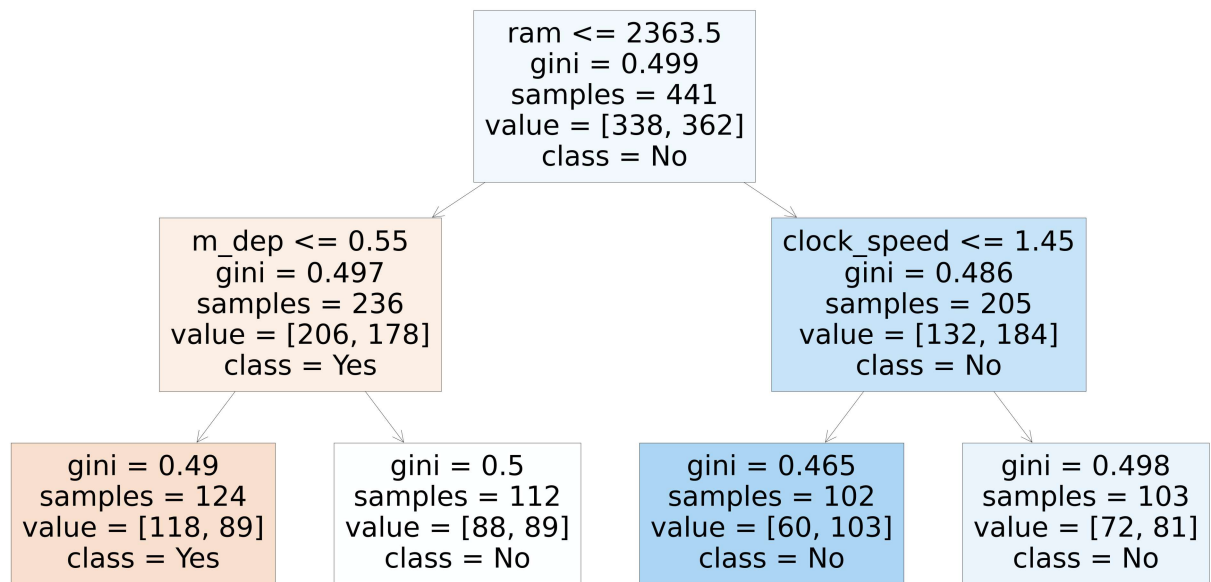 ram <= 2363.5
gini = 0.499
samples = 441
value = [338, 362]
class = No
m_dep <= 0.55
gini = 0.497
samples = 236
value = [206, 178]
class = Yes
clock_speed <= 1.45
gini = 0.486
samples = 205
value = [132, 184]
class = No
gini = 0.49
samples = 124
value = [118, 89]
class = Yes
gini = 0.5
samples = 112
value = [88, 89]
class = No
gini = 0.465
samples = 102
value = [60, 103]
class = No
gini = 0.498
samples = 103
value = [72, 81]
class = No